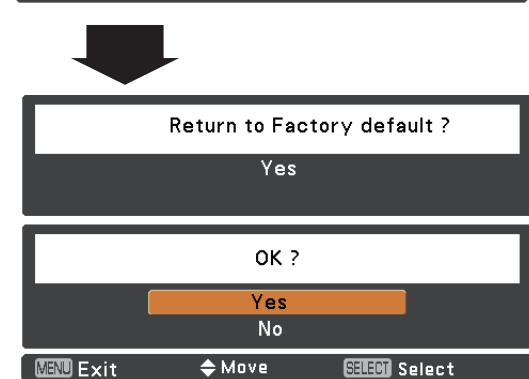 Return to Factory default ?
Yes
OK ?
Yes
No
MENU Exit Move SELECT Select